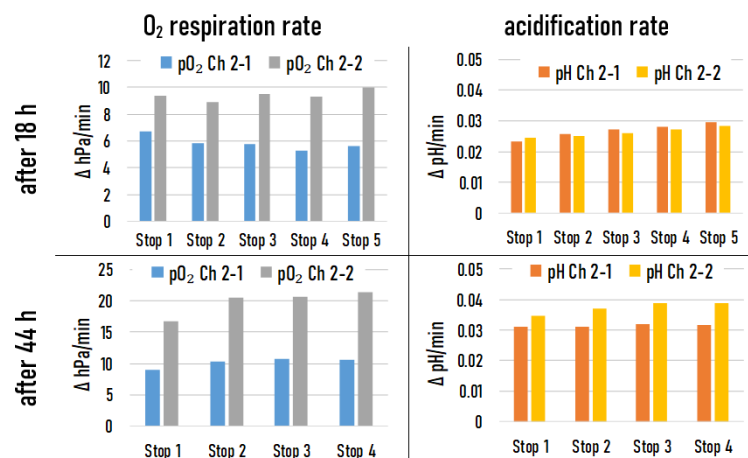 O₂ respiration rate
acidification rate
after 18 h
Δ hPa/min
pO₂ Ch 2-1 pO₂ Ch 2-2
12
10
8
6
4
2
0
Stop 1 Stop 2 Stop 3 Stop 4 Stop 5
Δ pH/min
pH Ch 2-1 pH Ch 2-2
0.05
0.04
0.03
0.02
0.01
0
Stop 1 Stop 2 Stop 3 Stop 4 Stop 5
after 44 h
Δ hPa/min
pO₂ Ch 2-1 pO₂ Ch 2-2
25
20
15
10
5
0
Stop 1 Stop 2 Stop 3 Stop 4
Δ pH/min
pH Ch 2-1 pH Ch 2-2
0.05
0.04
0.03
0.02
0.01
0
Stop 1 Stop 2 Stop 3 Stop 4